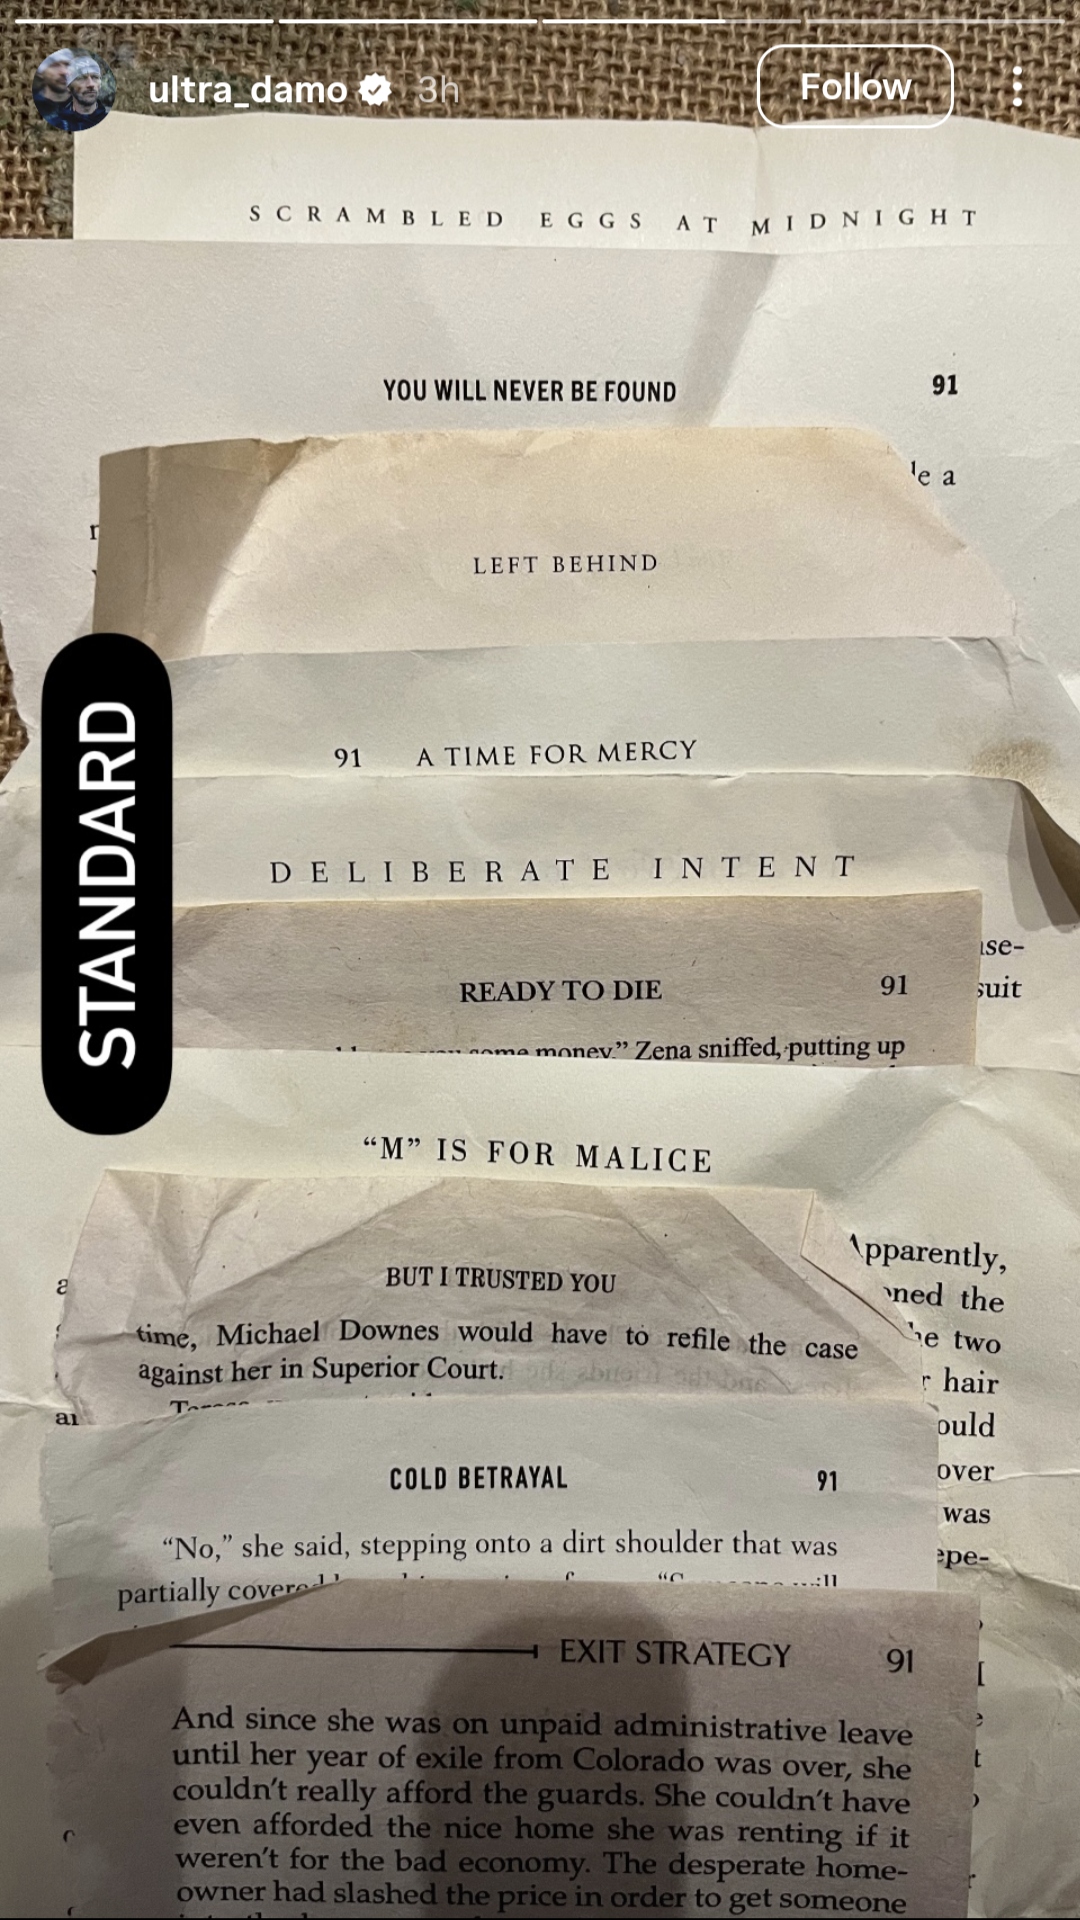 ultra_damo 3h Follow
SCRAMBLED EGGS AT MIDNIGHT
YOU WILL NEVER BE FOUND 91
e a
LEFT BEHIND
STANDARD
91 A TIME FOR MERCY
DELIBERATE INTENT
READY TO DIE 91
suit
some money.” Zena sniffed, putting up
“M” IS FOR MALICE
BUT I TRUSTED YOU
Apparently,
the
time, Michael Downes would have to refile the case
two
against her in Superior Court.
hair
over
COLD BETRAYAL 91
was
“No,” she said, stepping onto a dirt shoulder that was
partially covered
EXIT STRATEGY 91
And since she was on unpaid administrative leave
until her year of exile from Colorado was over, she
couldn’t really afford the guards. She couldn’t have
even afforded the nice home she was renting if it
weren’t for the bad economy. The desperate home-
owner had slashed the price in order to get someone